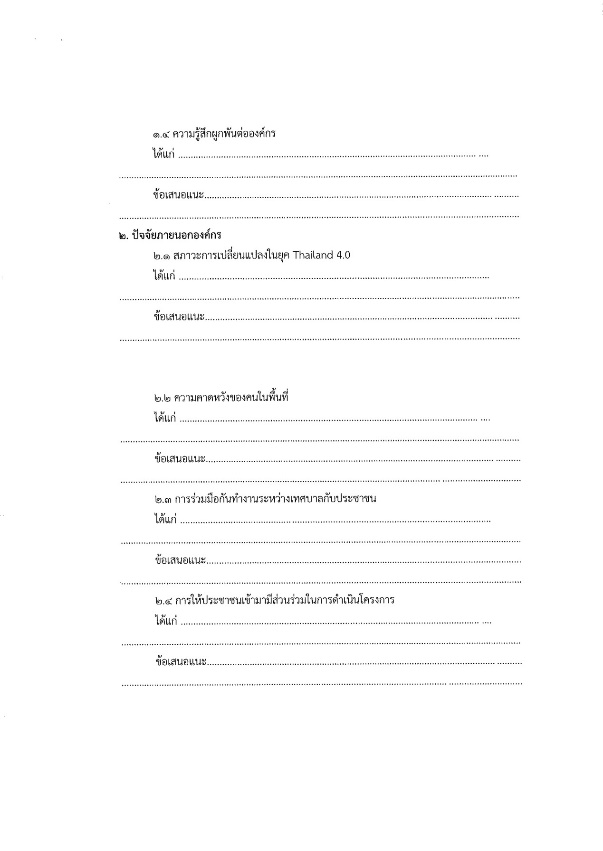 ๑.๔ ความรู้สึกผูกพันต่อองค์กร
ได้แก่ .................................................................................................................... ....
..........................................................................................................................................................
ข้อเสนอแนะ................................................................................................................ ..........
..........................................................................................................................................................
๒. ปัจจัยภายนอกองค์กร
๒.๑ สภาวะการเปลี่ยนแปลงในยุค Thailand 4.0
ได้แก่ ........................................................................................................................
..........................................................................................................................................................
ข้อเสนอแนะ................................................................................................................ ..........
..........................................................................................................................................................
๒.๒ ความคาดหวังของคนในพื้นที่
ได้แก่ .................................................................................................................... ....
..........................................................................................................................................................
ข้อเสนอแนะ................................................................................................................ ..........
............................................................................................................................ ..............................
๒.๓ การร่วมมือกันทำงานระหว่างเทศบาลกับประชาชน
ได้แก่ ........................................................................................................................
..........................................................................................................................................................
ข้อเสนอแนะ..........................................................................................................................
..........................................................................................................................................................
๒.๔ การให้ประชาชนเข้ามามีส่วนร่วมในการดำเนินโครงการ
ได้แก่ .................................................................................................................... ....
..........................................................................................................................................................
ข้อเสนอแนะ................................................................................................................ ..........
............................................................................................................................ ..............................